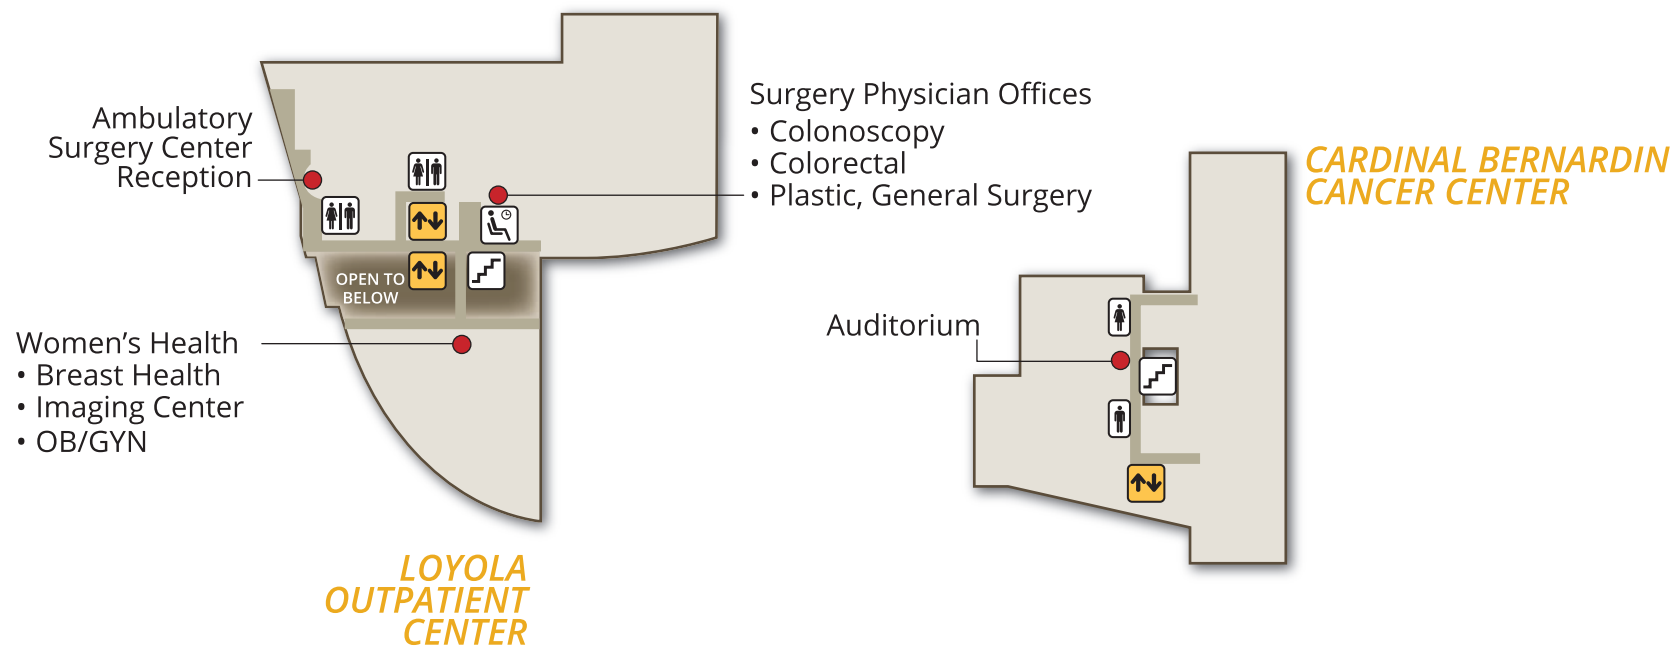 Ambulatory
Surgery Center
Reception
Surgery Physician Offices
• Colonoscopy
• Colorectal
• Plastic, General Surgery
OPEN TO
BELOW
Women’s Health
• Breast Health
• Imaging Center
• OB/GYN
LOYOLA
OUTPATIENT
CENTER
CARDINAL BERNARDIN
CANCER CENTER
Auditorium